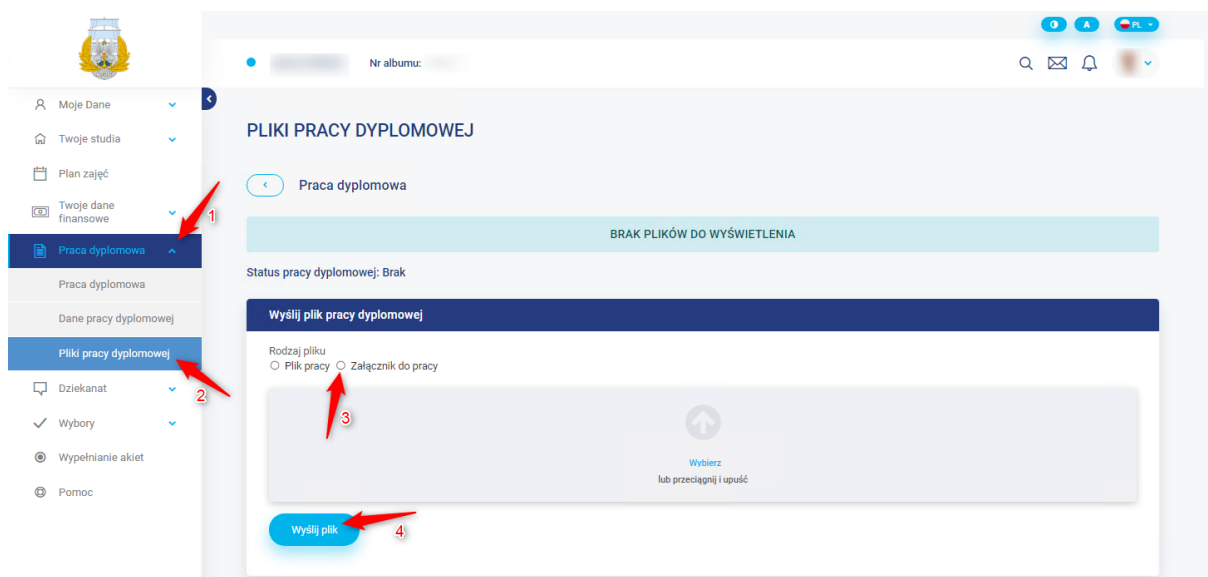 A
PL
Nr albumu:
Moje Dane
Twoje studia
Plan zajęć
Twoje dane
finansowe
1
Praca dyplomowa
Praca dyplomowa
Dane pracy dyplomowej
Pliki pracy dyplomowej
2
Dziekanat
Wybory
Wypełnianie akiet
Pomoc
PLIKI PRACY DYPLOMOWEJ
Praca dyplomowa
BRAK PLIKÓW DO WYŚWIETLENIA
Status pracy dyplomowej: Brak
Wyślij plik pracy dyplomowej
Rodzaj pliku
Plik pracy Załącznik do pracy
3
Wybierz
lub przeciągnij i upuść
Wyślij plik
4